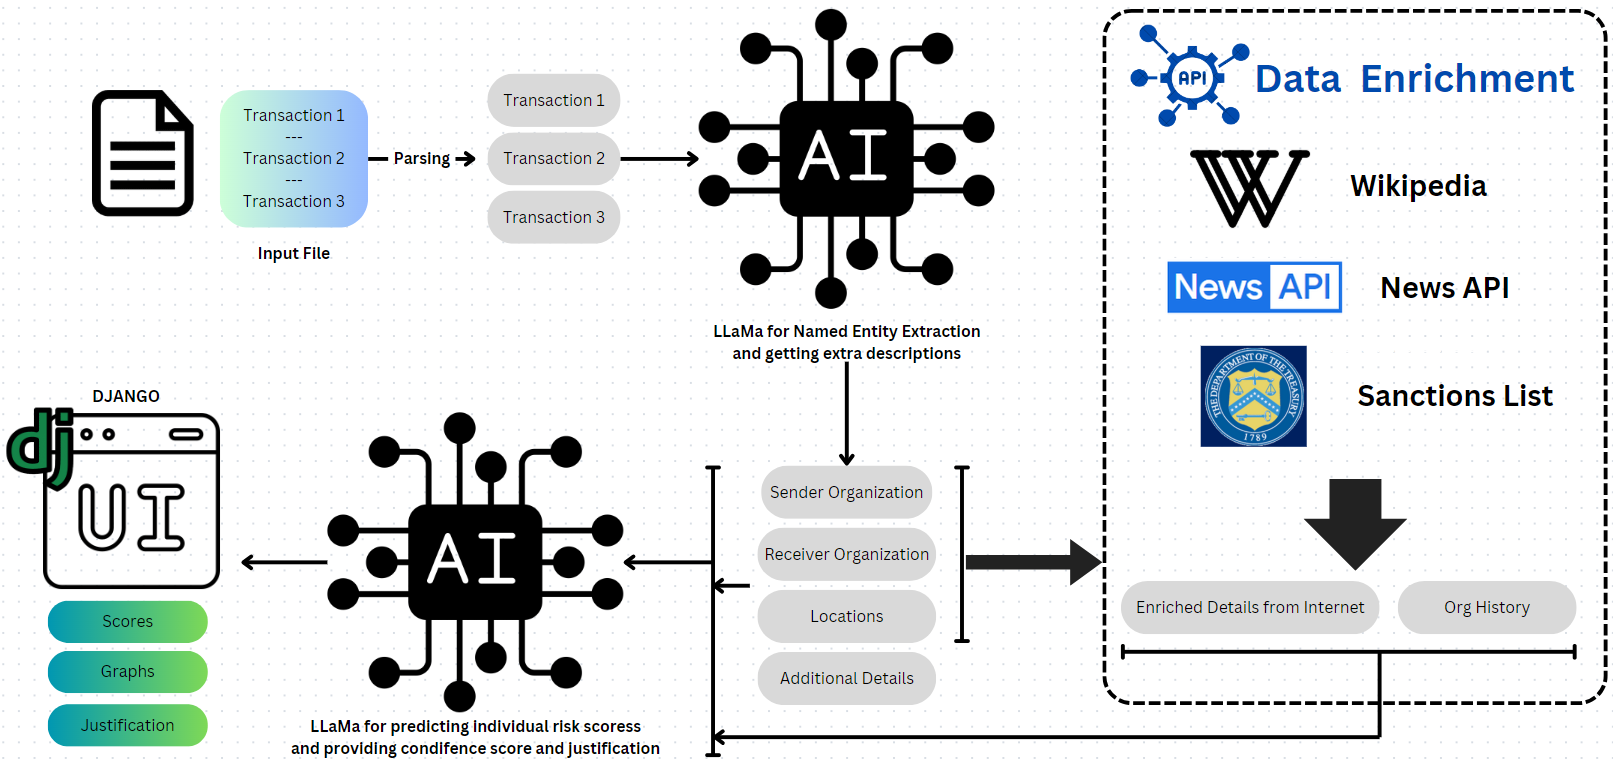 Transaction 1
---
Transaction 2
---
Transaction 3
Input File
Parsing
Transaction 1
Transaction 2
Transaction 3
AI
LLaMa for Named Entity Extraction
and getting extra descriptions
API
Data Enrichment
W
Wikipedia
News API
News API
THE DEPARTMENT OF THE TREASURY
1789
Sanctions List
Enriched Details from Internet
Org History
Sender Organization
Receiver Organization
Locations
Additional Details
AI
LLaMa for predicting individual risk scoress
and providing condifence score and justification
DJANGO
dj
UI
Scores
Graphs
Justification